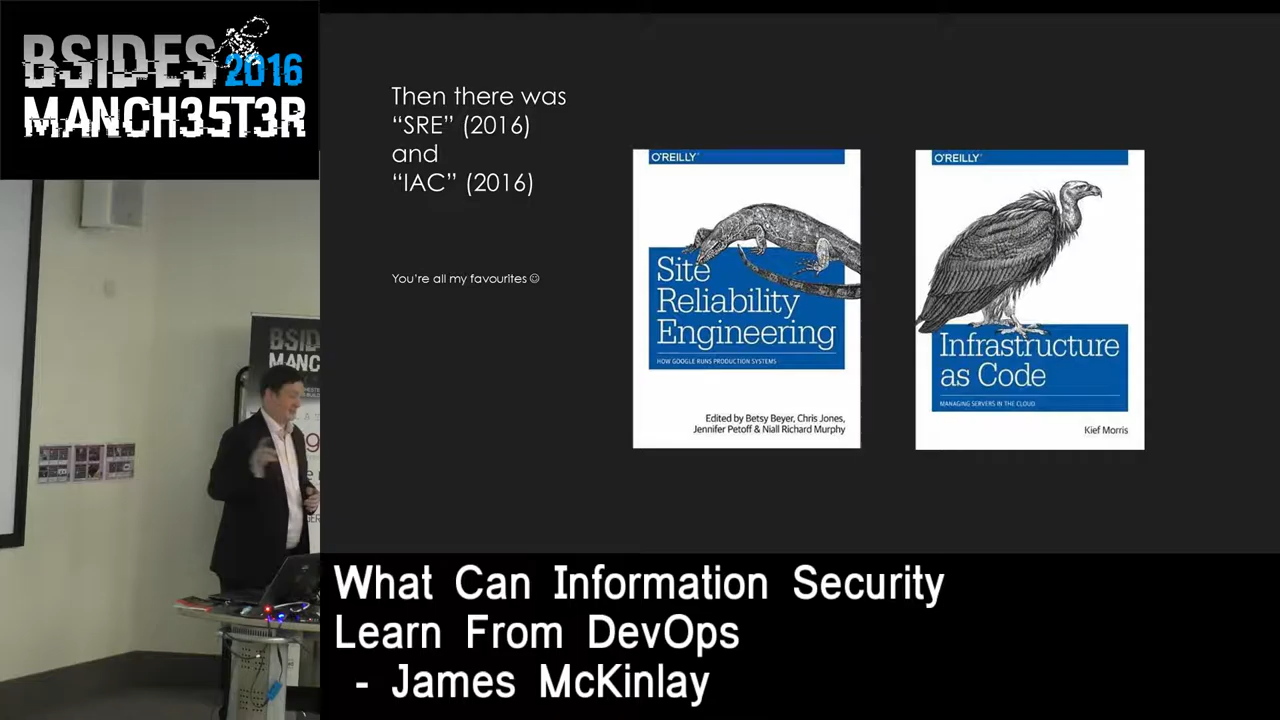 BSIDES 2016
MANCH35T3R
Then there was
“SRE” (2016)
and
“IAC” (2016)
You're all my favourites☺
O'REILLY
Site
Reliability
Engineering
HOW GOOGLE RUNS PRODUCTION SYSTEMS
Edited by Betsy Beyer, Chris Jones,
Jennifer Petoff & Niall Richard Murphy
O'REILLY
Infrastructure
as Code
MANAGING SERVERS IN THE CLOUD
Kief Morris
BSID
MANC
What Can Information Security
Learn From DevOps
- James McKinlay